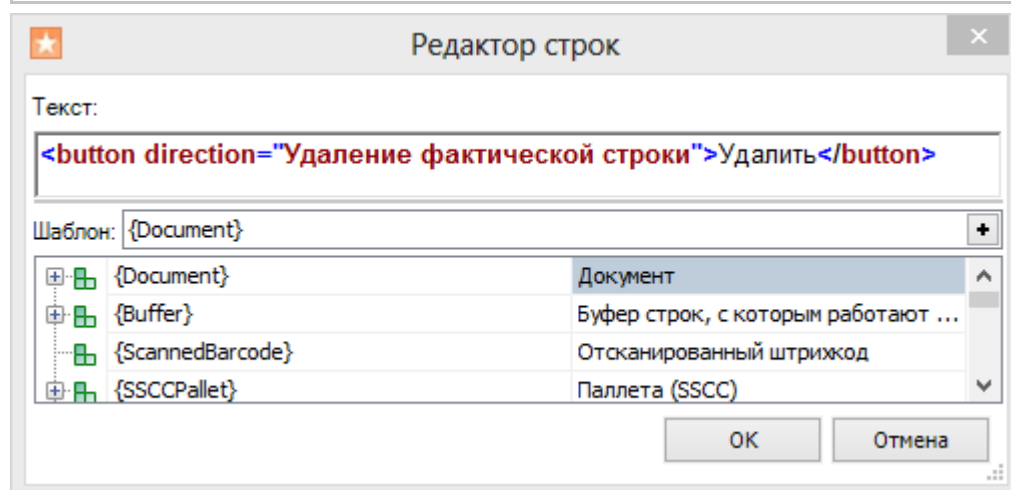 Редактор строк
Текст:
<button direction="Удаление фактической строки">Удалить</button>
Шаблон: {Document}
{Document} Документ
{Buffer} Буфер строк, с которым работают ...
{ScannedBarcode} Отсканированный штрихкод
{SSCCPallet} Паллета (SSCC)
OK Отмена